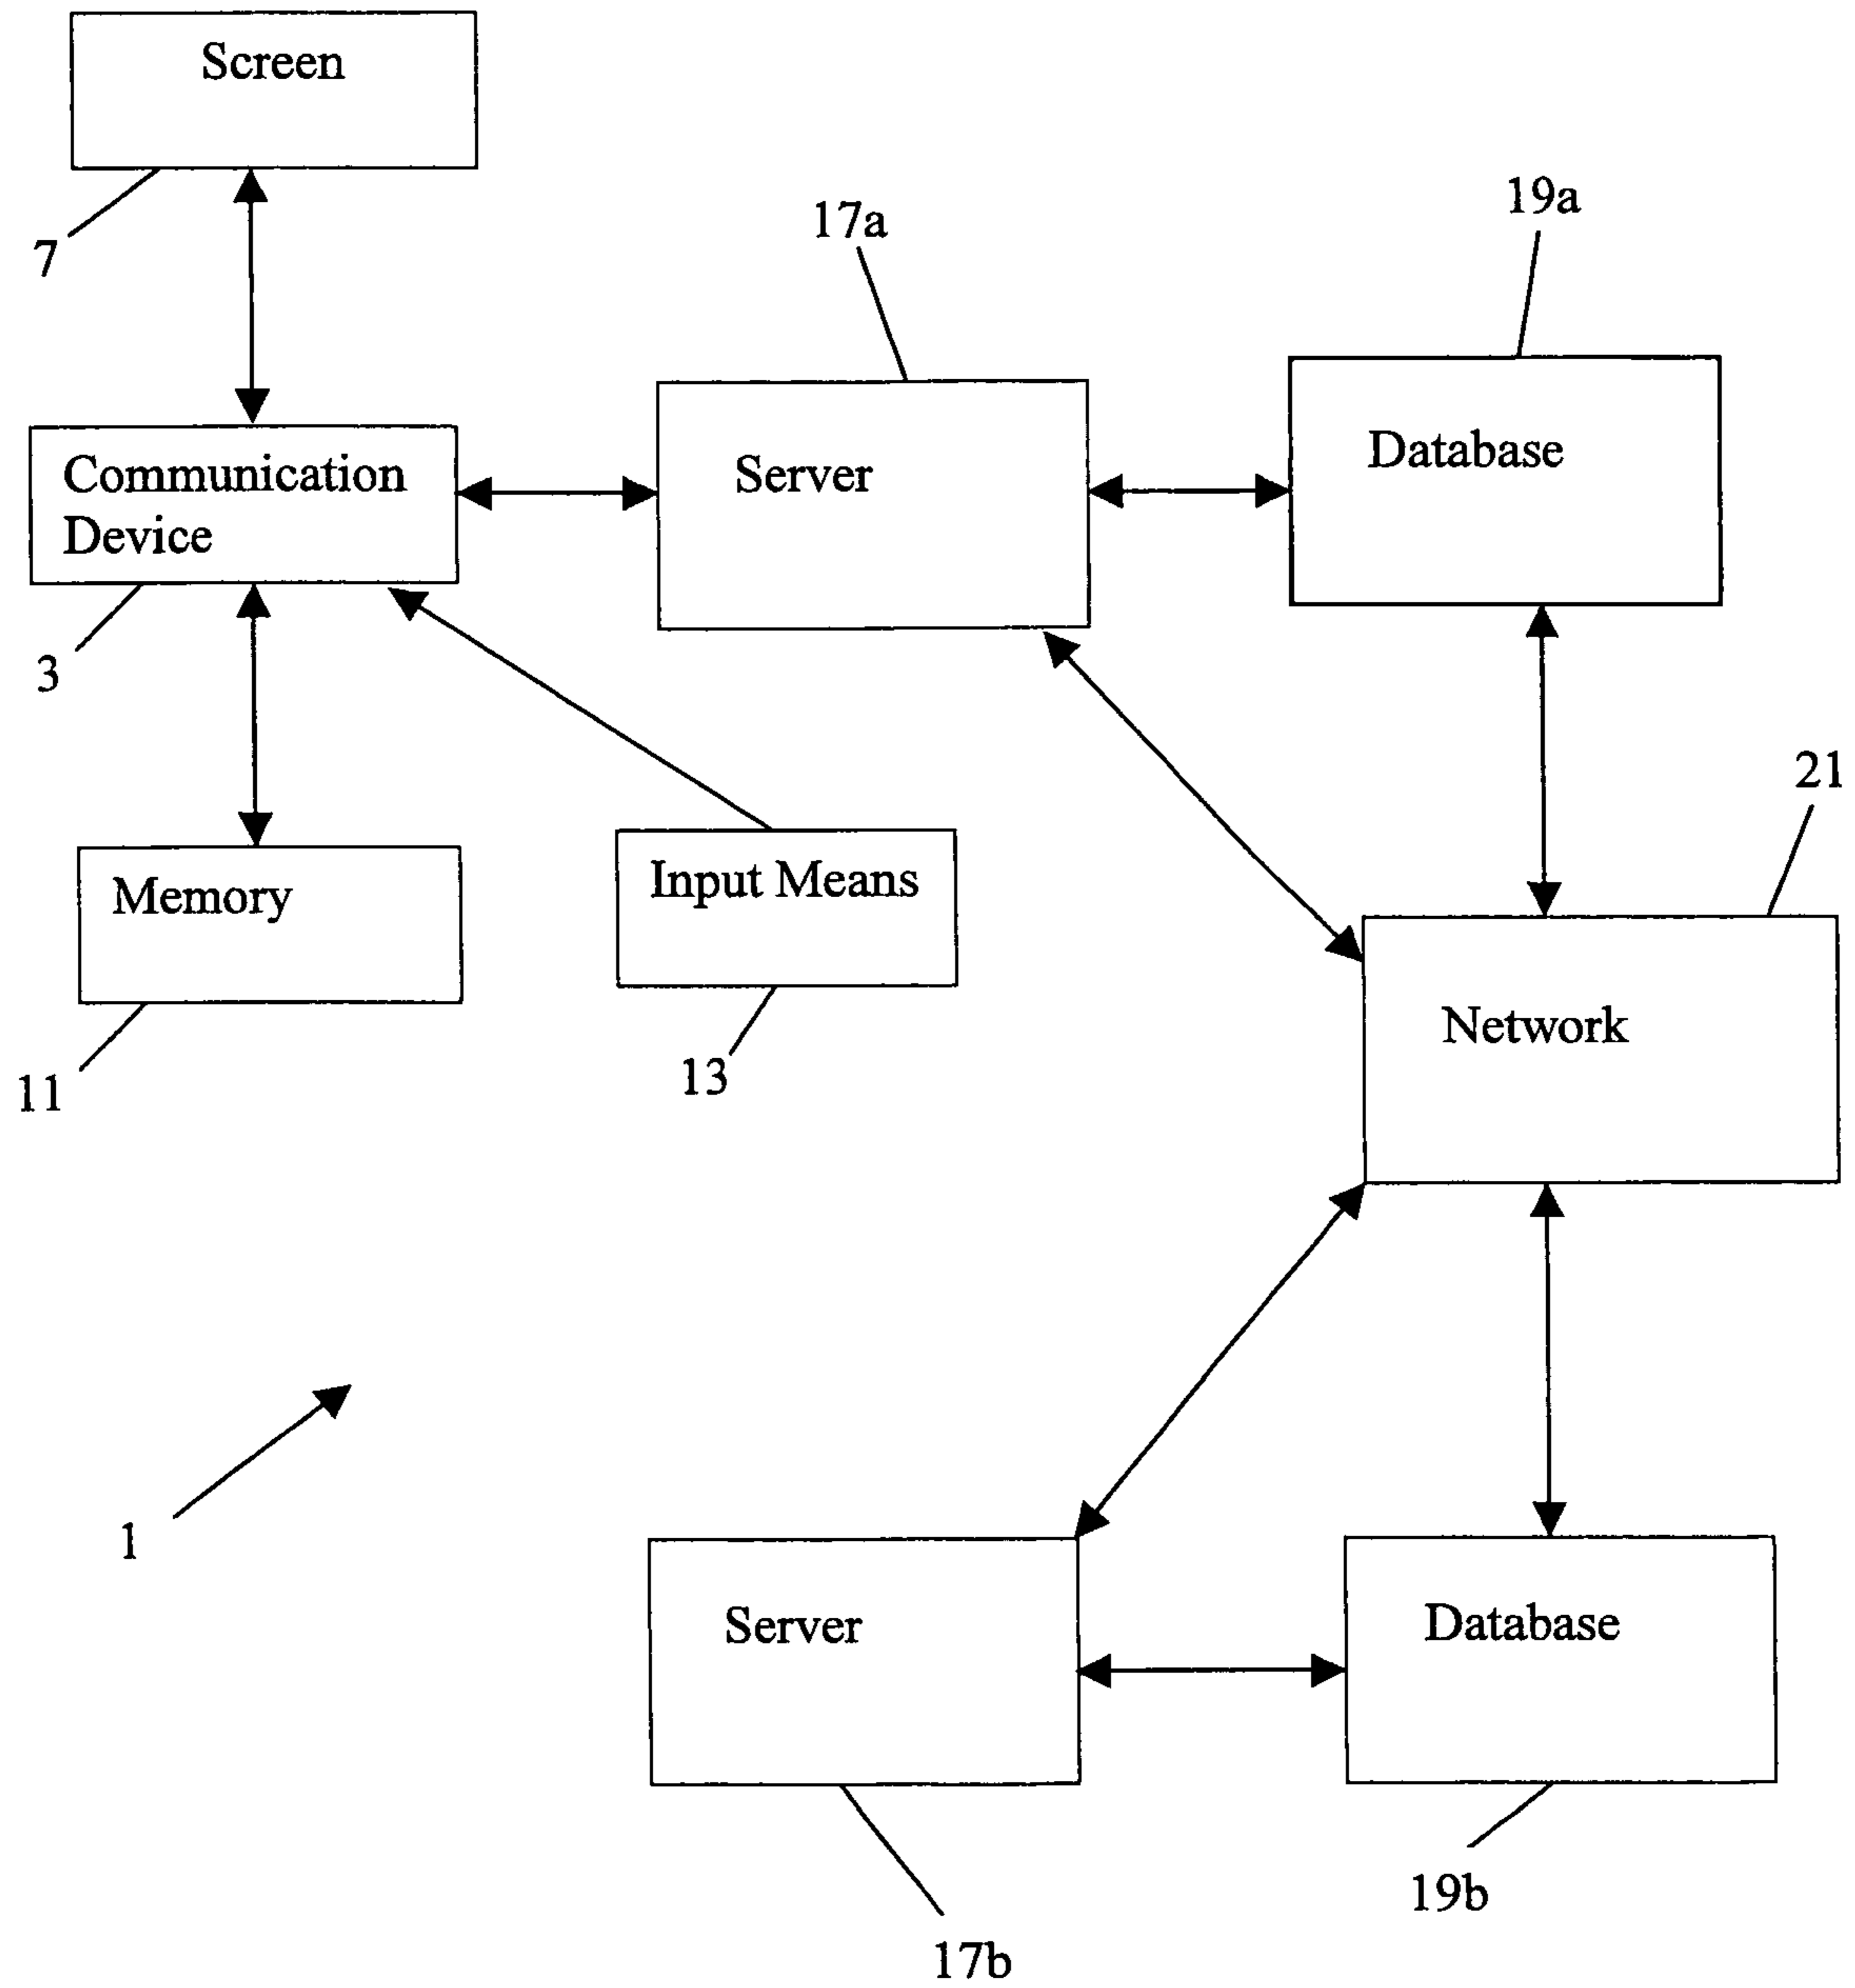 Screen
7
17a
19a
Communication
Device
Server
Database
3
21
Memory
Input Means
Network
11
13
1
Server
Database
19b
17b